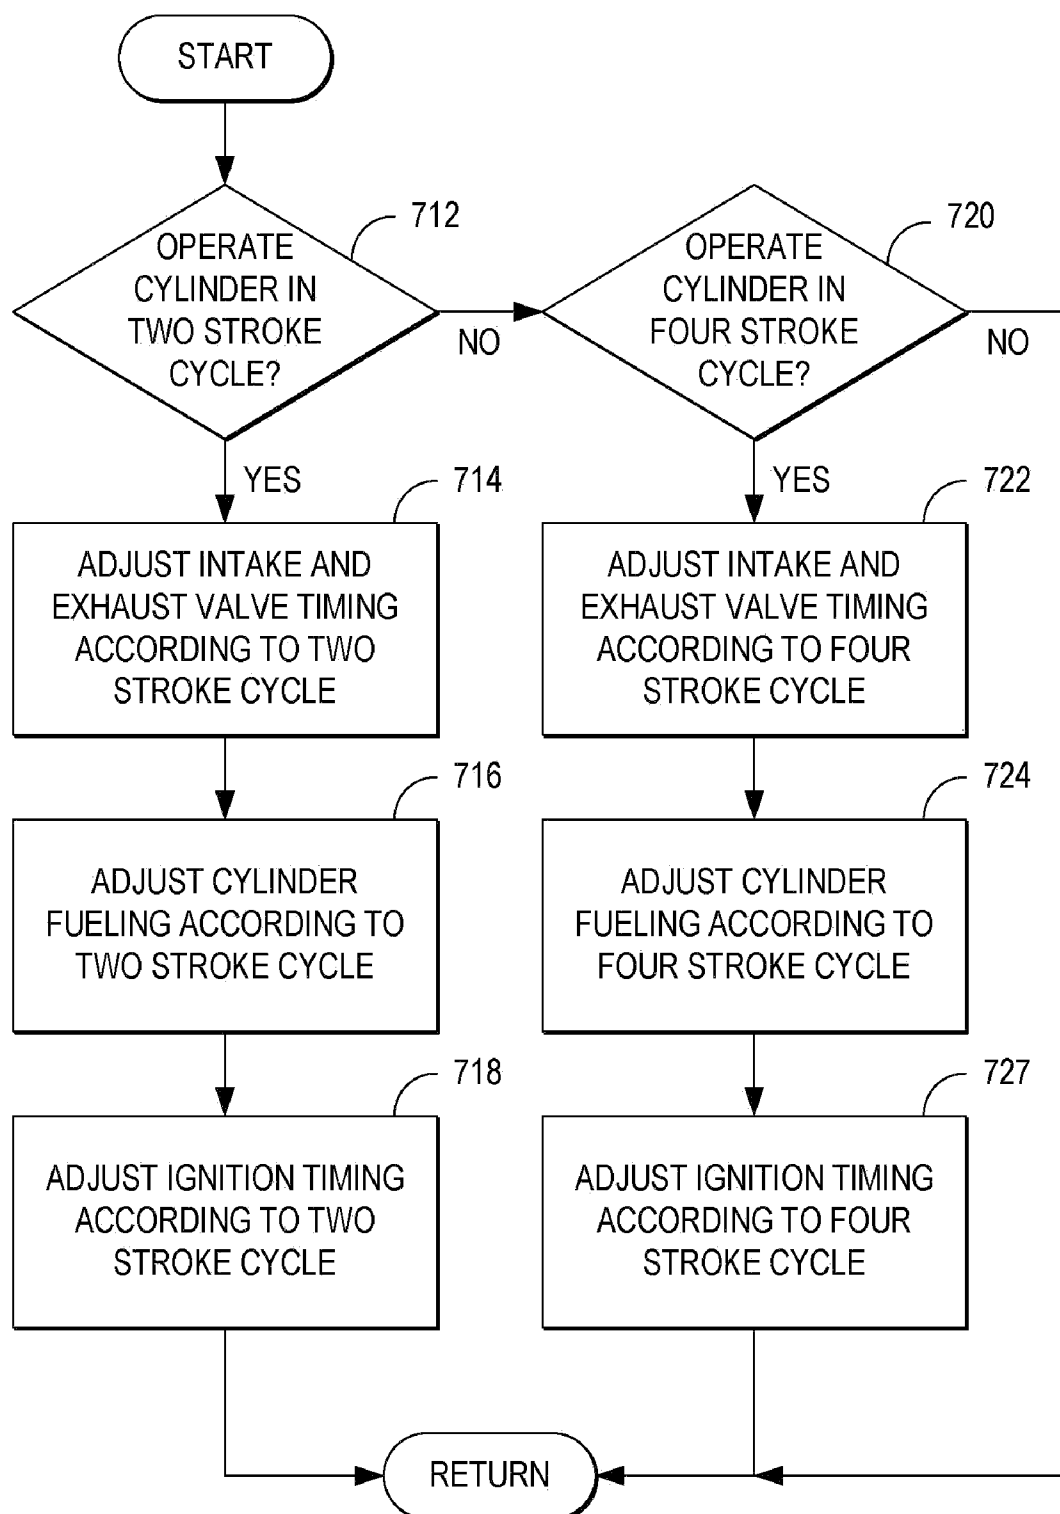 START
712
OPERATE
CYLINDER IN
TWO STROKE
CYCLE?
NO
YES
720
OPERATE
CYLINDER IN
FOUR STROKE
CYCLE?
NO
YES
714
ADJUST INTAKE AND
EXHAUST VALVE TIMING
ACCORDING TO TWO
STROKE CYCLE
722
ADJUST INTAKE AND
EXHAUST VALVE TIMING
ACCORDING TO FOUR
STROKE CYCLE
716
ADJUST CYLINDER
FUELING ACCORDING TO
TWO STROKE CYCLE
724
ADJUST CYLINDER
FUELING ACCORDING TO
FOUR STROKE CYCLE
718
ADJUST IGNITION TIMING
ACCORDING TO TWO
STROKE CYCLE
727
ADJUST IGNITION TIMING
ACCORDING TO FOUR
STROKE CYCLE
RETURN